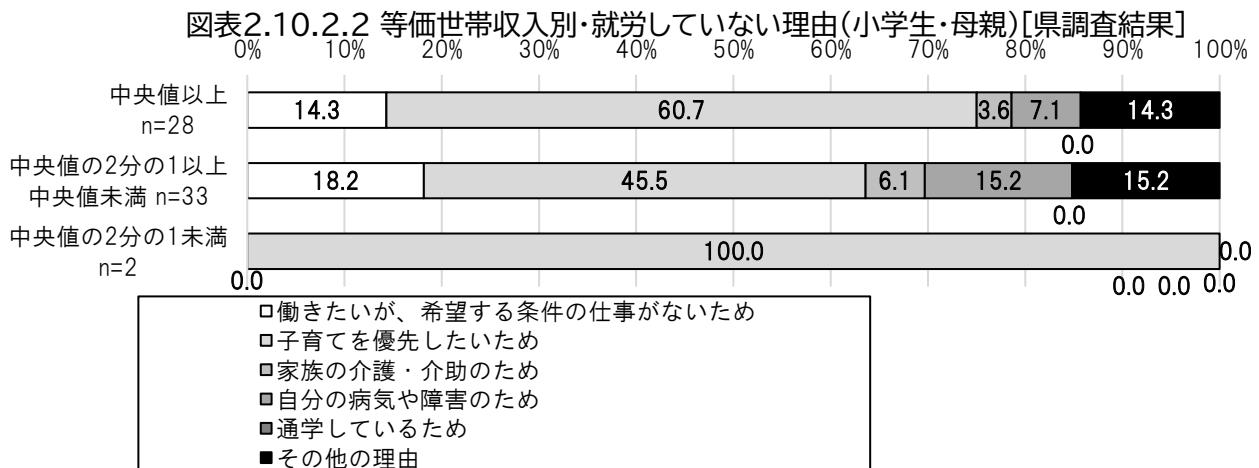 図表2.10.2.2 等価世帯収入別・就労していない理由(小学生・母親)[県調査結果]
0% 10% 20% 30% 40% 50% 60% 70% 80% 90% 100%
中央値以上
n=28
14.3 60.7 3.6 7.1 14.3
0.0
中央値の2分の1以上
中央値未満 n=33
18.2 45.5 6.1 15.2 15.2
0.0
中央値の2分の1未満
n=2
100.0 0.0
0.0 0.0 0.0 0.0
□働きたいが、希望する条件の仕事がないため
子育てを優先したいため
家族の介護・介助のため
自分の病気や障害のため
通学しているため
■その他の理由